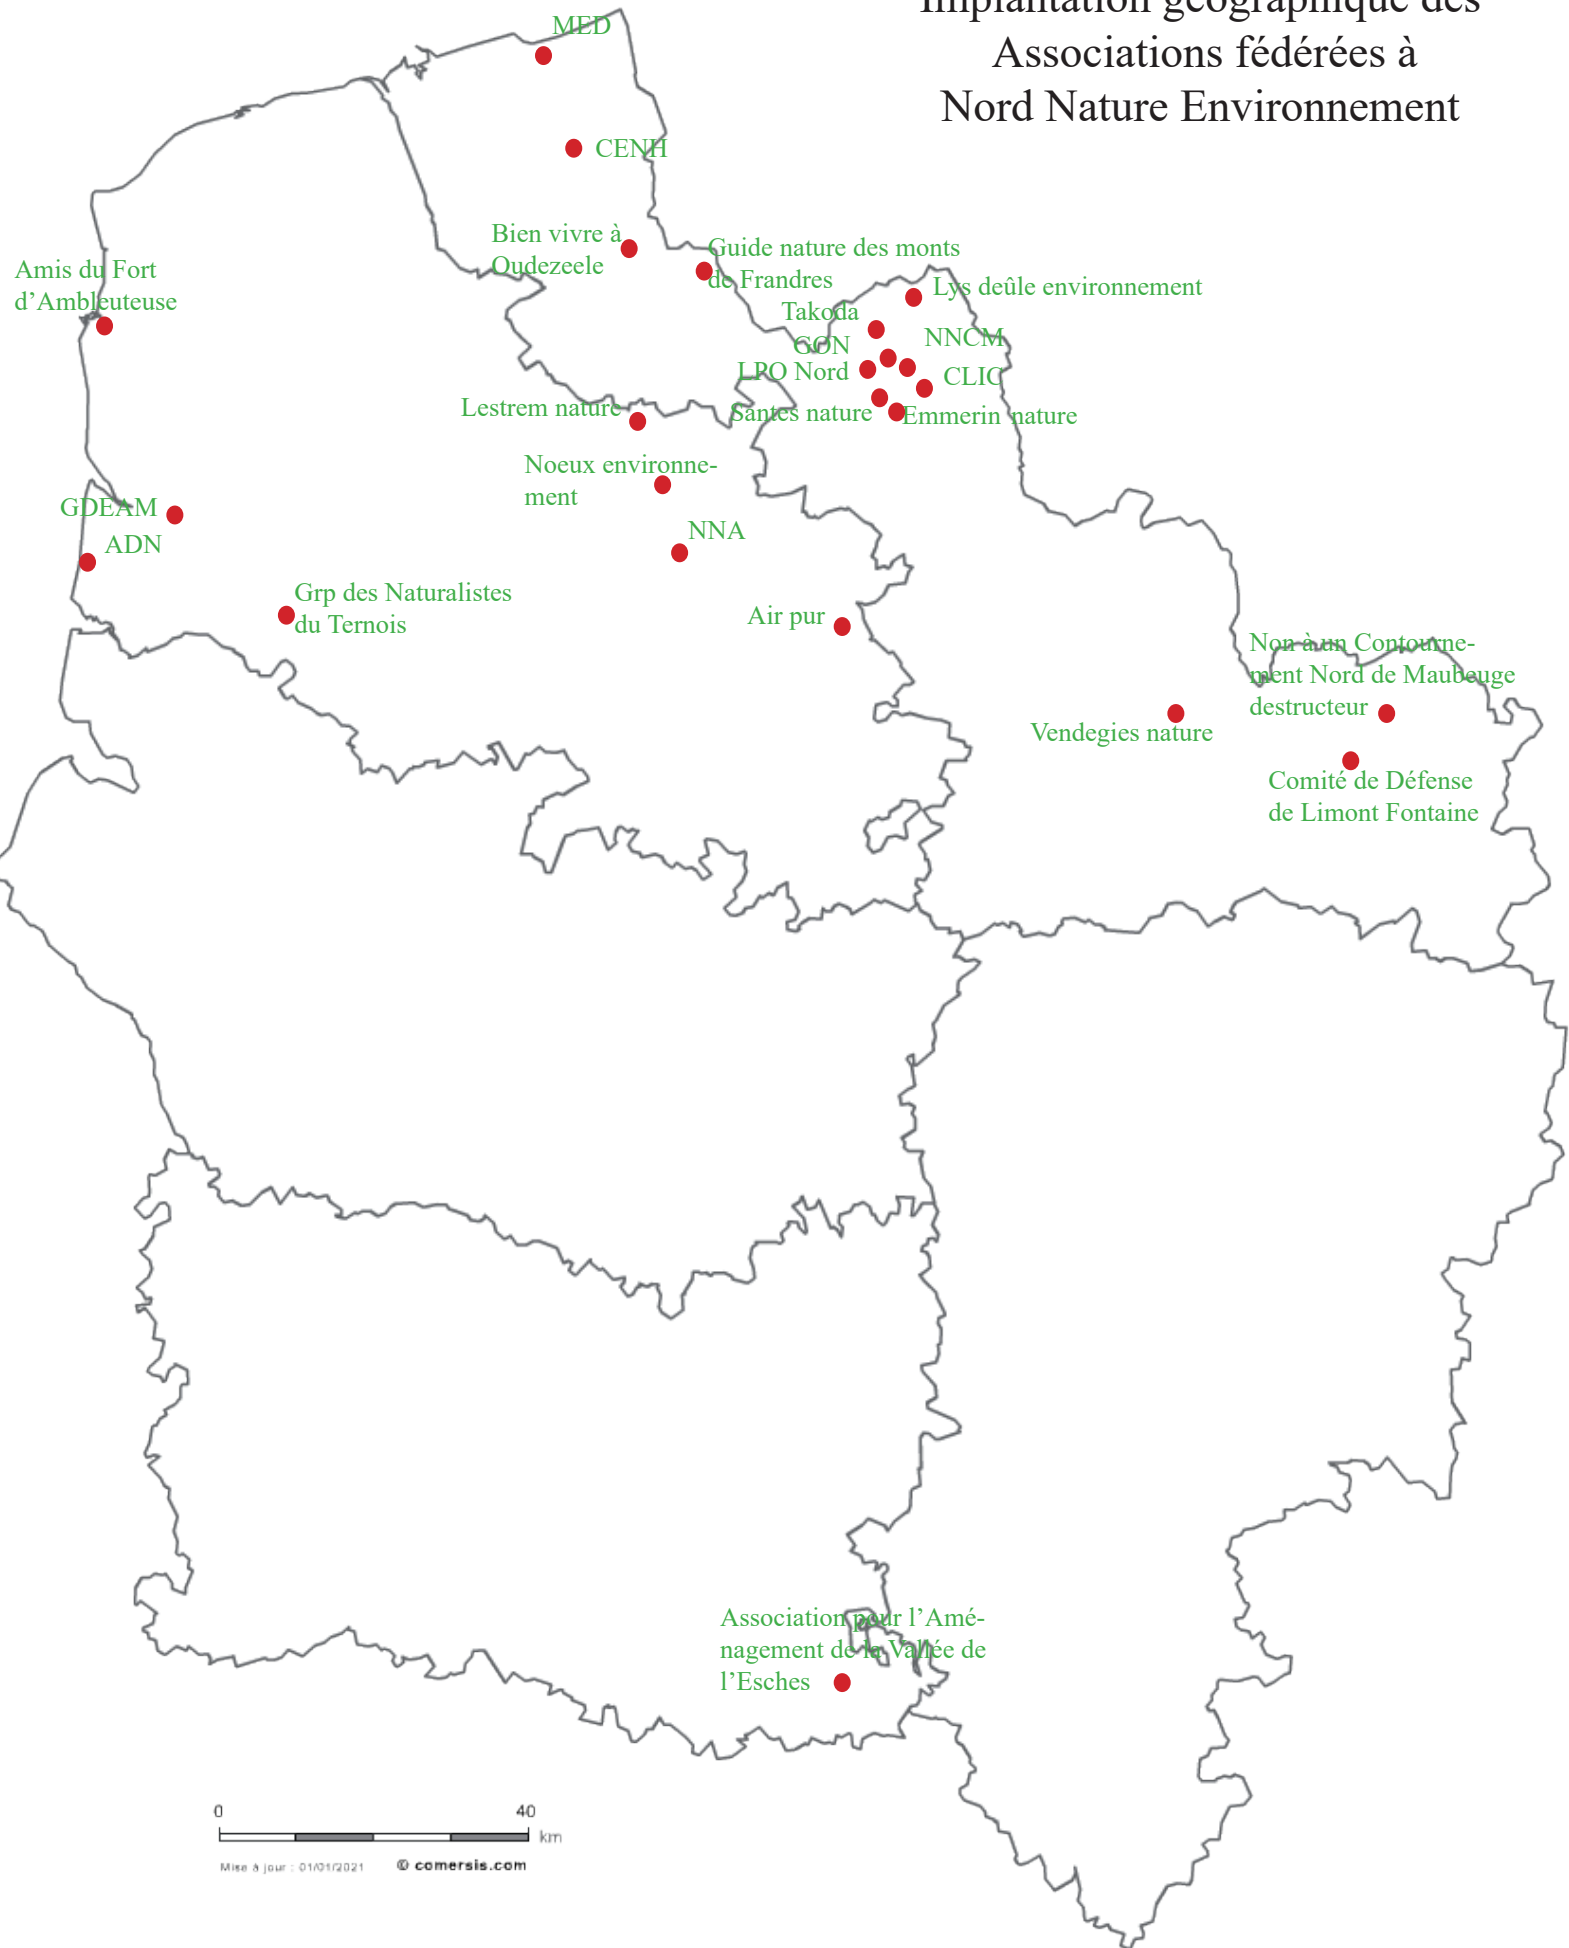 Implantation géographique des
Associations fédérées à
Nord Nature Environnement
MED
CENH
Bien vivre à
Oudezeele
Guide nature des monts
de Frandres
Amis du Fort
d’Ambleuteuse
Lys deûle environnement
Takoda
NNCM
GON
LPO Nord
CLIC
Lestrem nature
Santes nature
Emmerin nature
Noeux environne-
ment
GDEAM
NNA
ADN
Grp des Naturalistes
du Ternois
Air pur
Non à un Contourne-
ment Nord de Maubeuge
destructeur
Vendegies nature
Comité de Défense
de Limont Fontaine
Association pour l’Amé-
nagement de la Vallée de
l’Esches
0 40
km
Mise à jour : 01/01/2021 © comersis.com